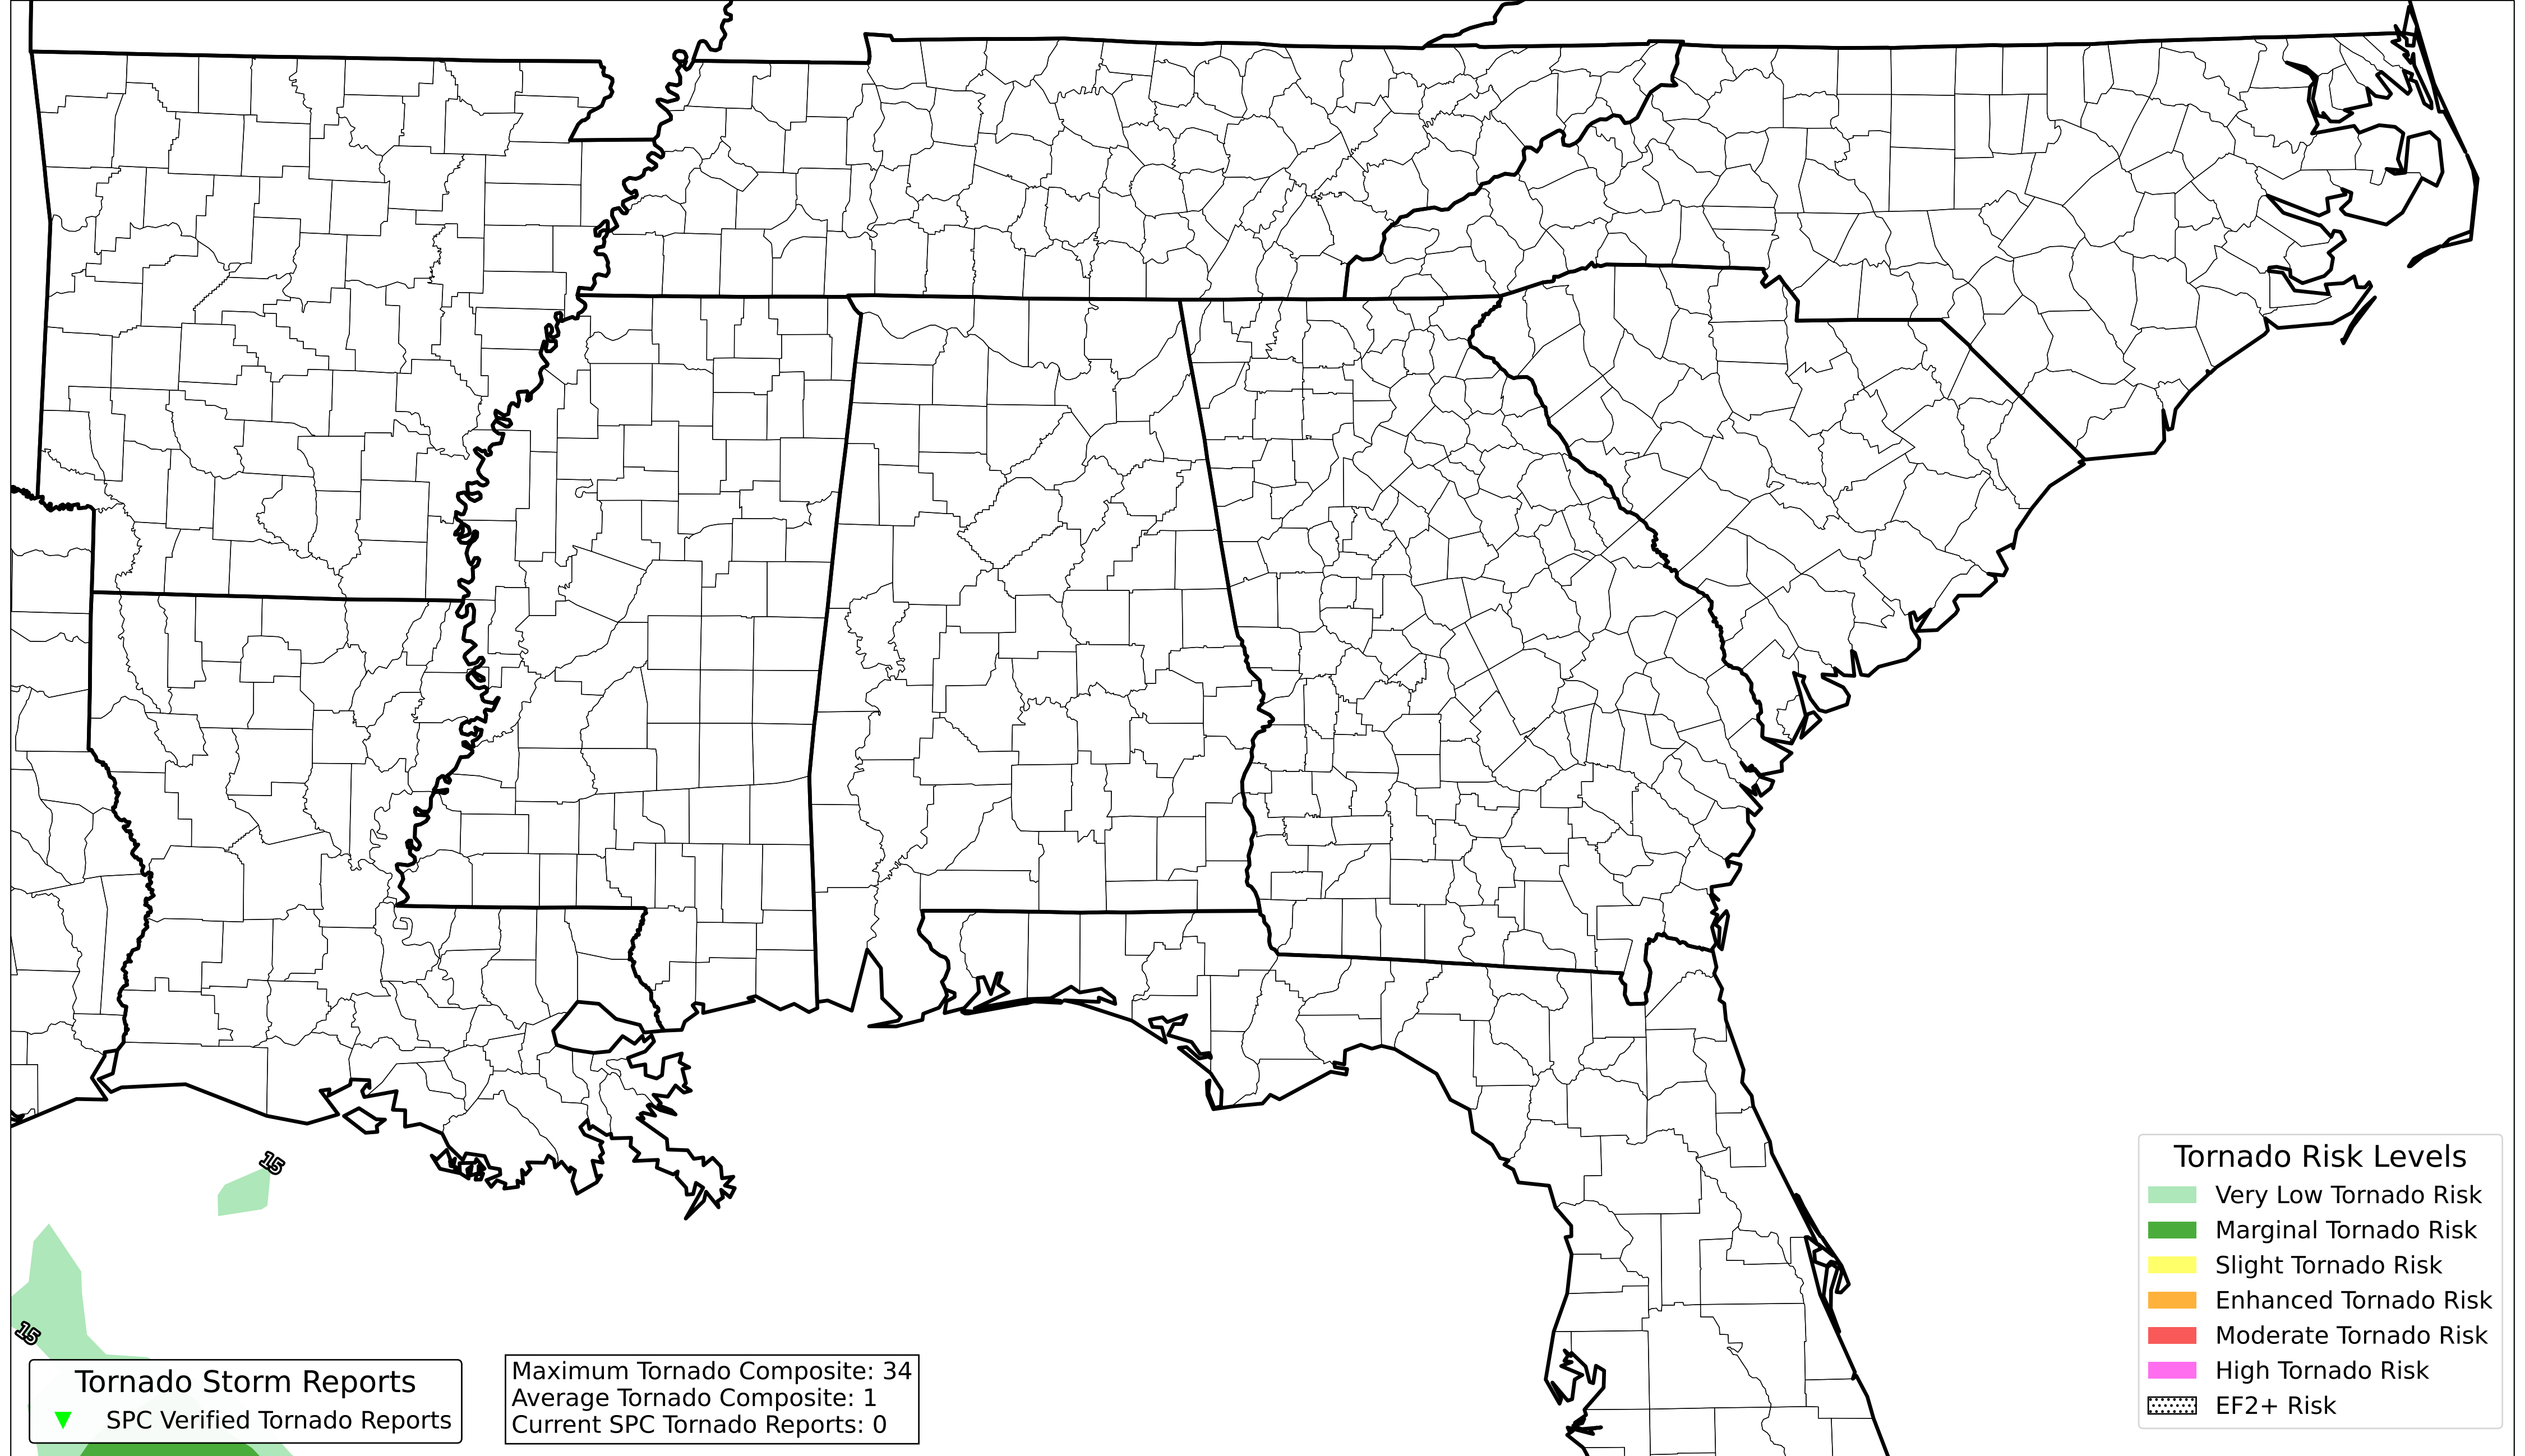 15
15
Tornado Storm Reports
SPC Verified Tornado Reports
Maximum Tornado Composite: 34
Average Tornado Composite: 1
Current SPC Tornado Reports: 0
Tornado Risk Levels
Very Low Tornado Risk
Marginal Tornado Risk
Slight Tornado Risk
Enhanced Tornado Risk
Moderate Tornado Risk
High Tornado Risk
EF2+ Risk